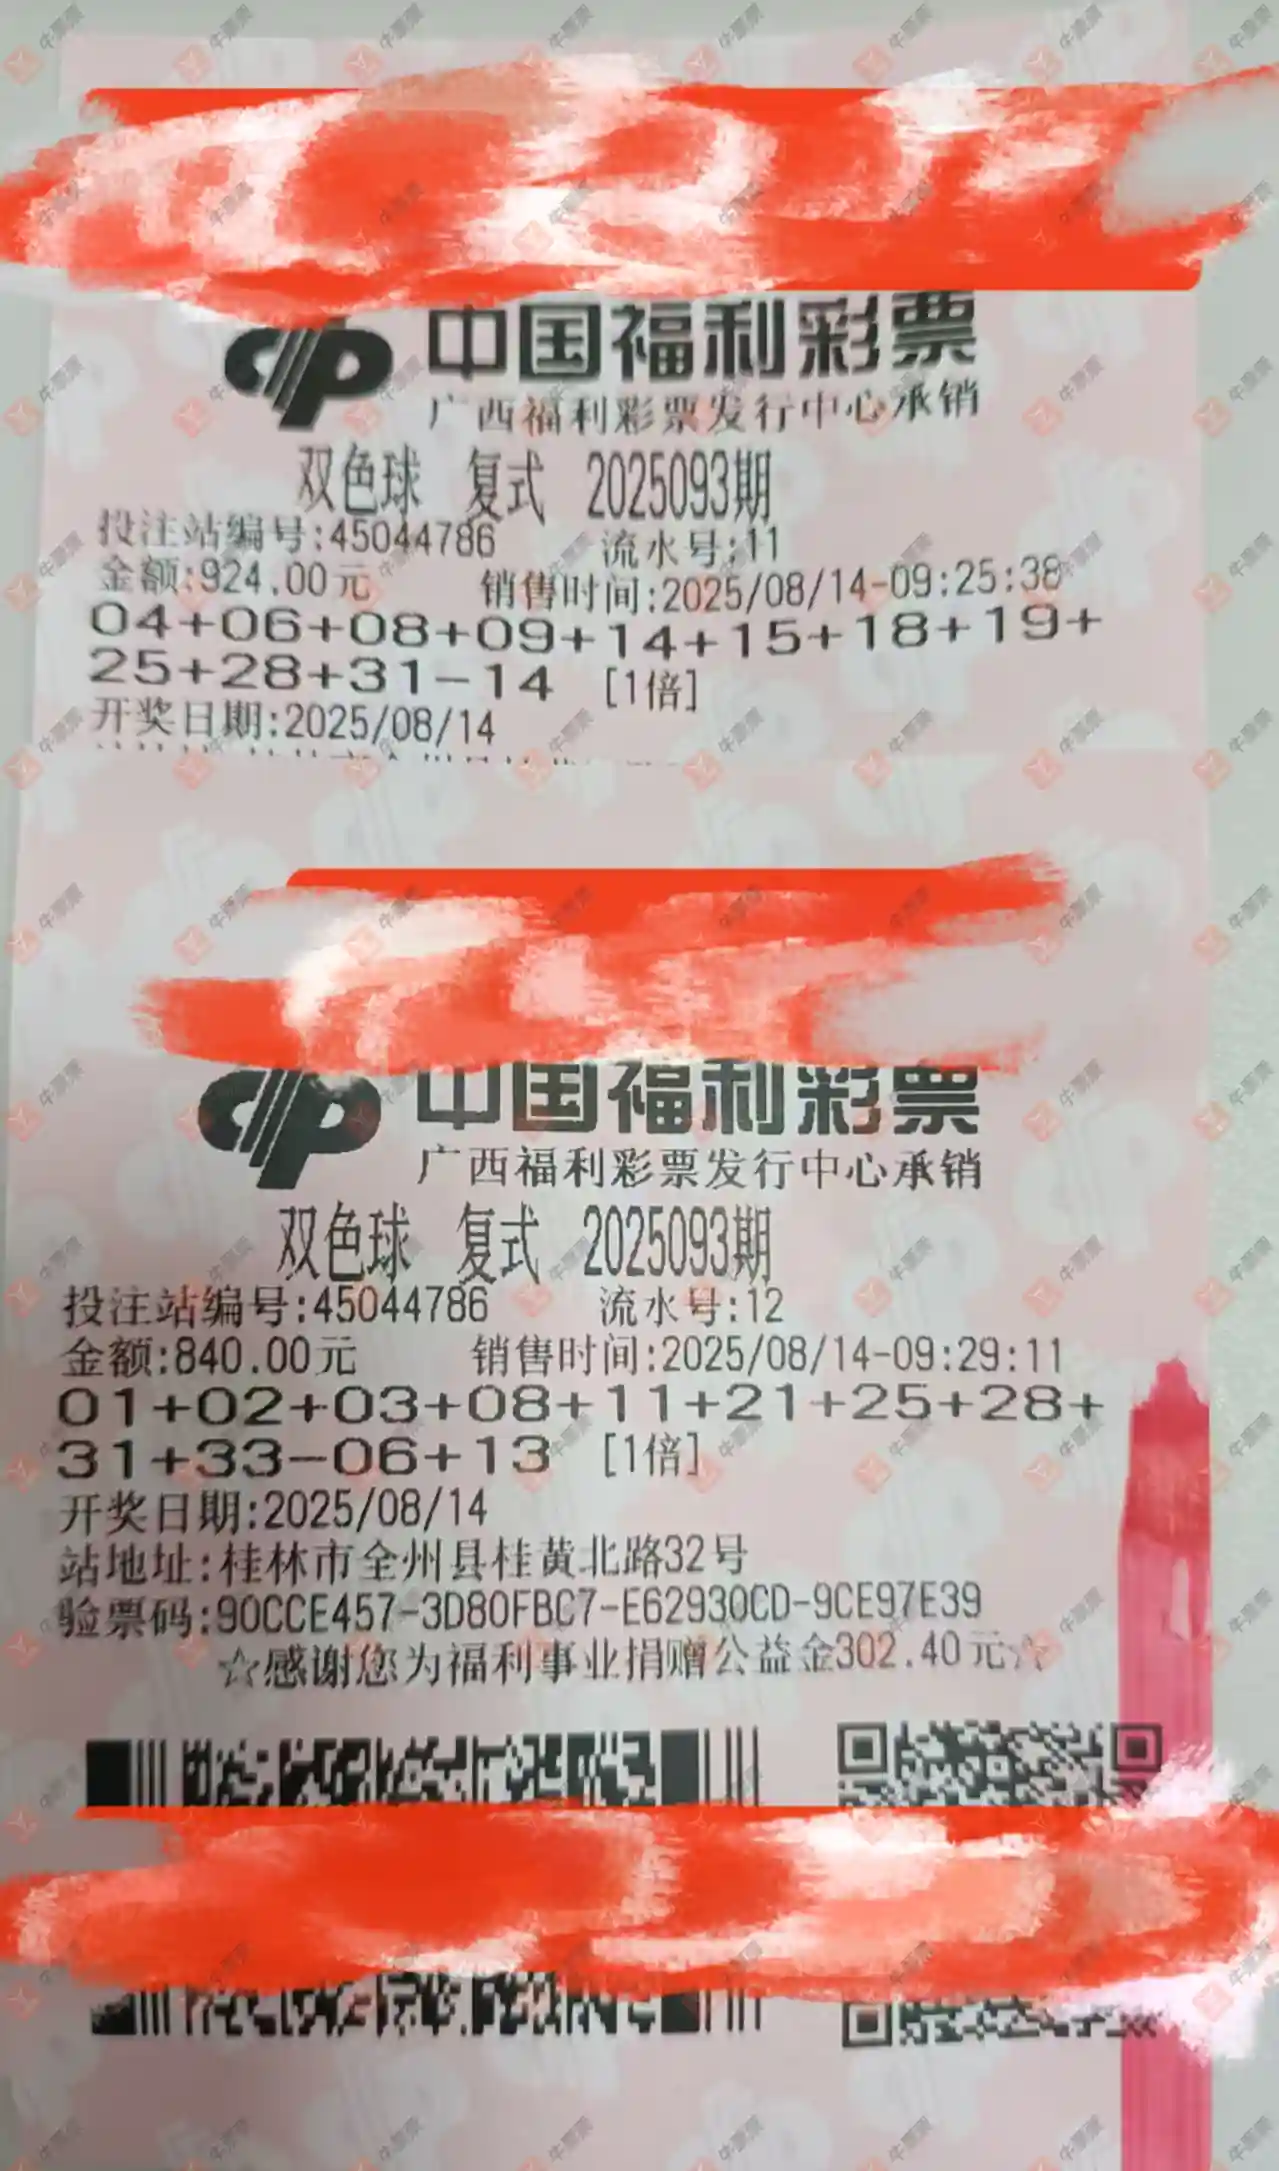 中国福利彩票
广西福利彩票发行中心承销
双色球 复式 2025093期
投注站编号:45044786 流水号:11
金额:924.00元 销售时间:2025/08/14-09:25:38
04+06+08+09+14+15+18+19+
25+28+31-14 [1倍]
开奖日期:2025/08/14
中国福利彩票
广西福利彩票发行中心承销
双色球 复式 2025093期
投注站编号:45044786 流水号:12
金额:840.00元 销售时间:2025/08/14-09:29:11
01+02+03+08+11+21+25+28+
31+33-06+13 [1倍]
开奖日期:2025/08/14
站地址:桂林市全州县桂黄北路32号
验票码:90CCE457-3D80FBC7-E62930CD-9CE97E39
☆感谢您为福利事业捐赠公益金302.40元☆